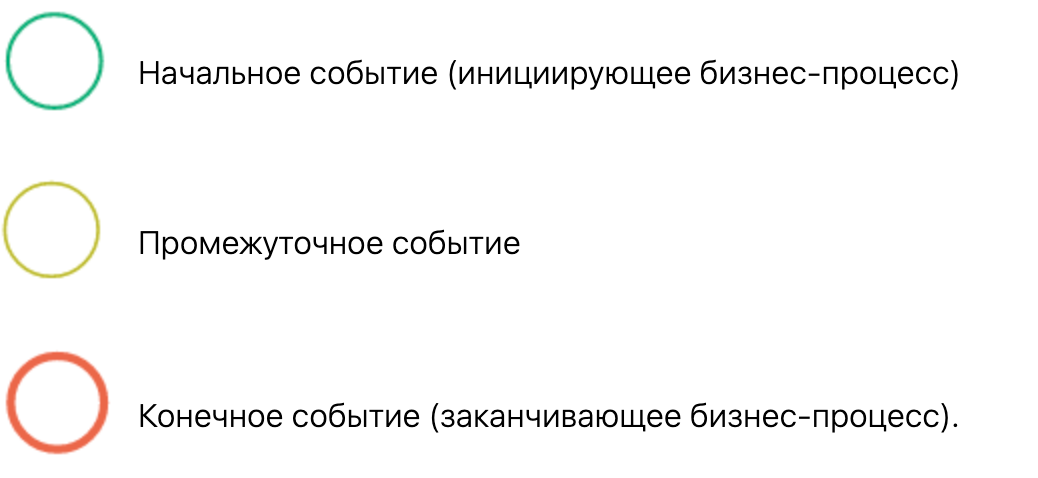 Начальное событие (инициирующее бизнес-процесс)
Промежуточное событие
Конечное событие (заканчивающее бизнес-процесс).